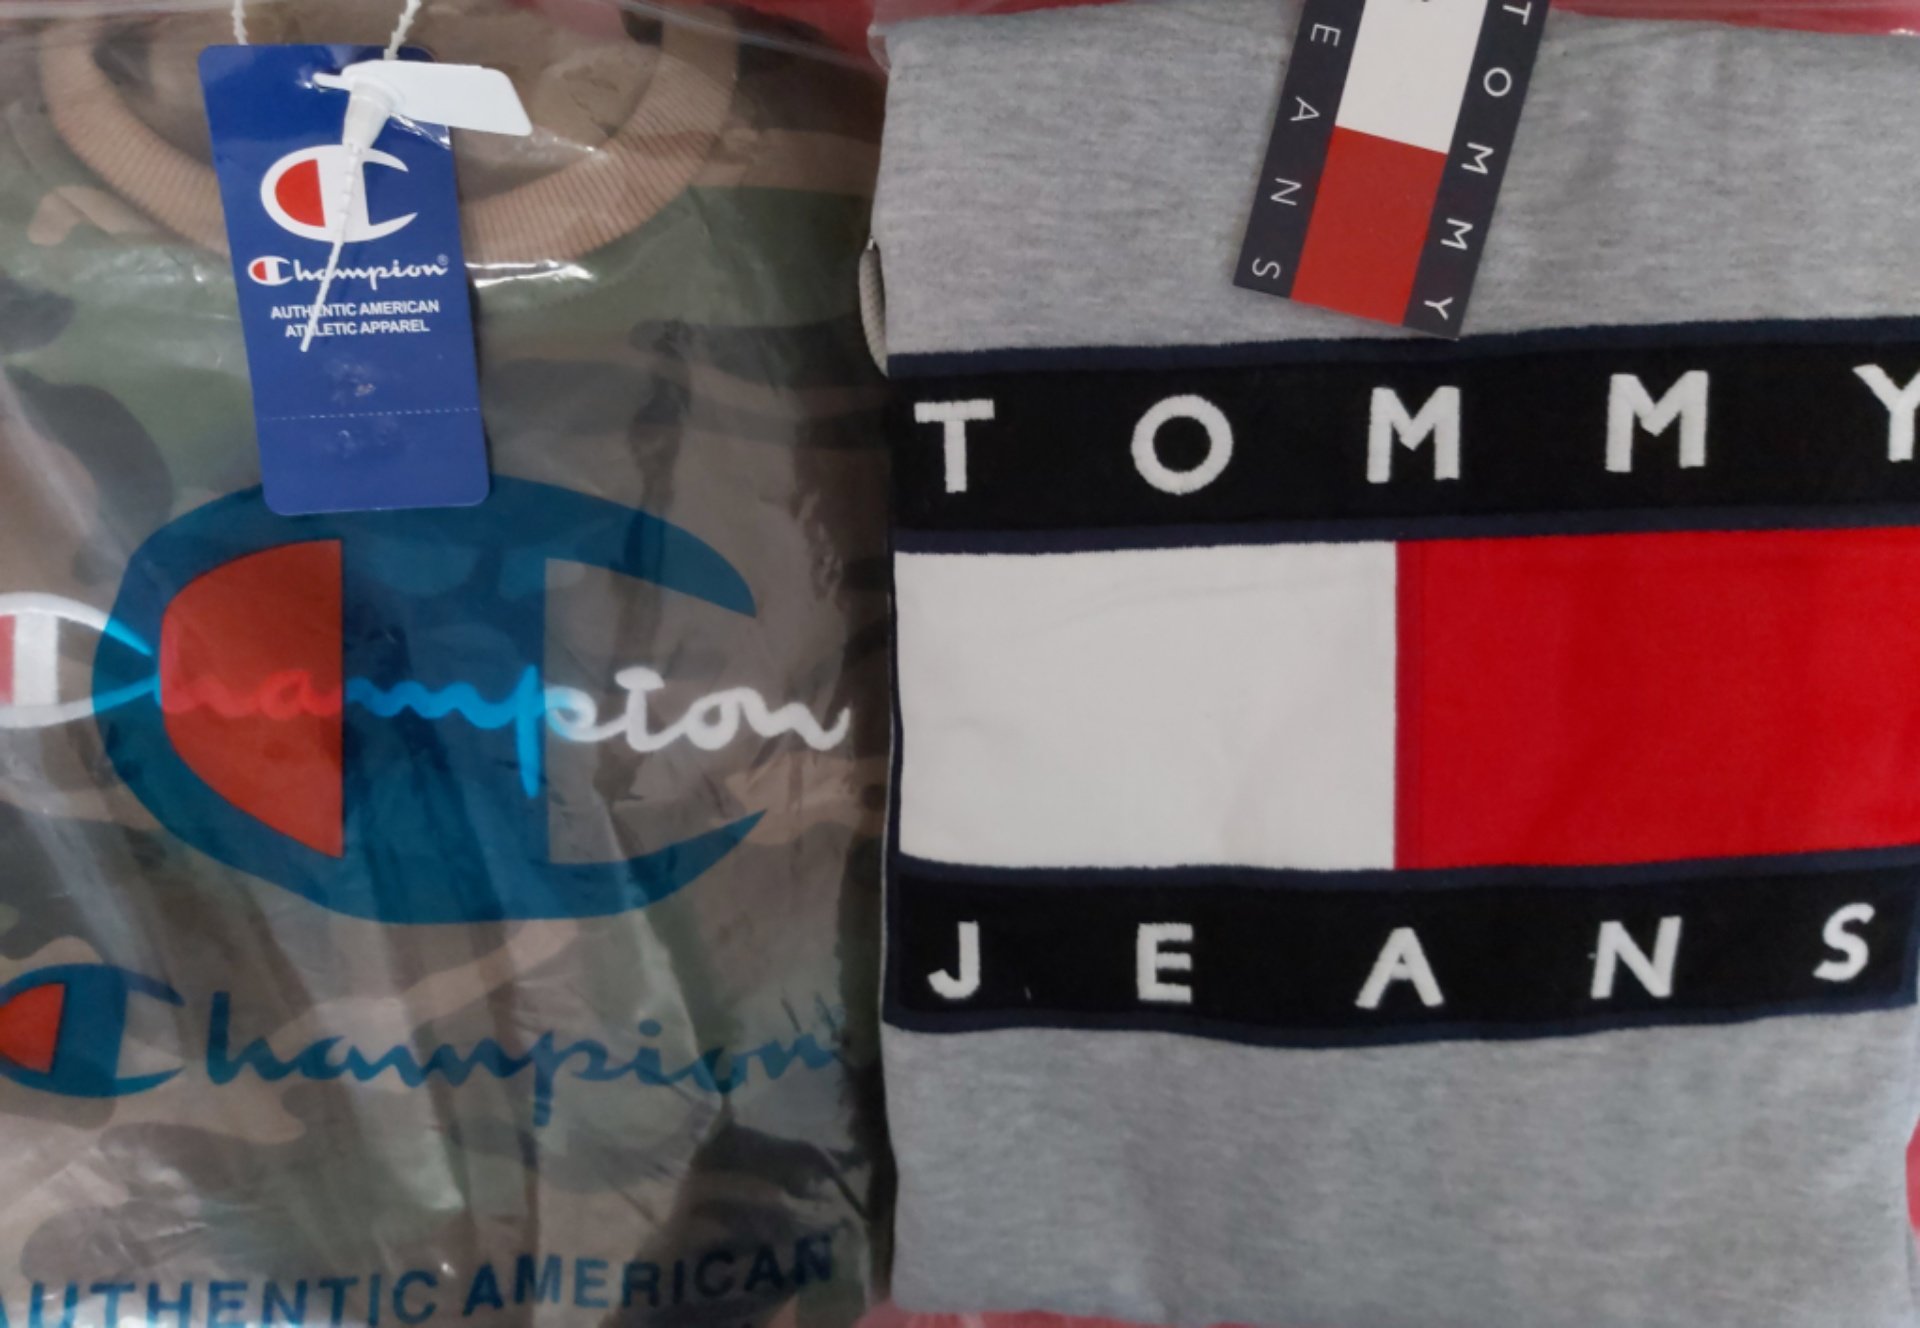 Champion®
AUTHENTIC AMERICAN
ATHLETIC APPAREL
Champion
Champion
AUTHENTIC AMERICAN
TOMMY
JEANS
TOMMY
JEANS